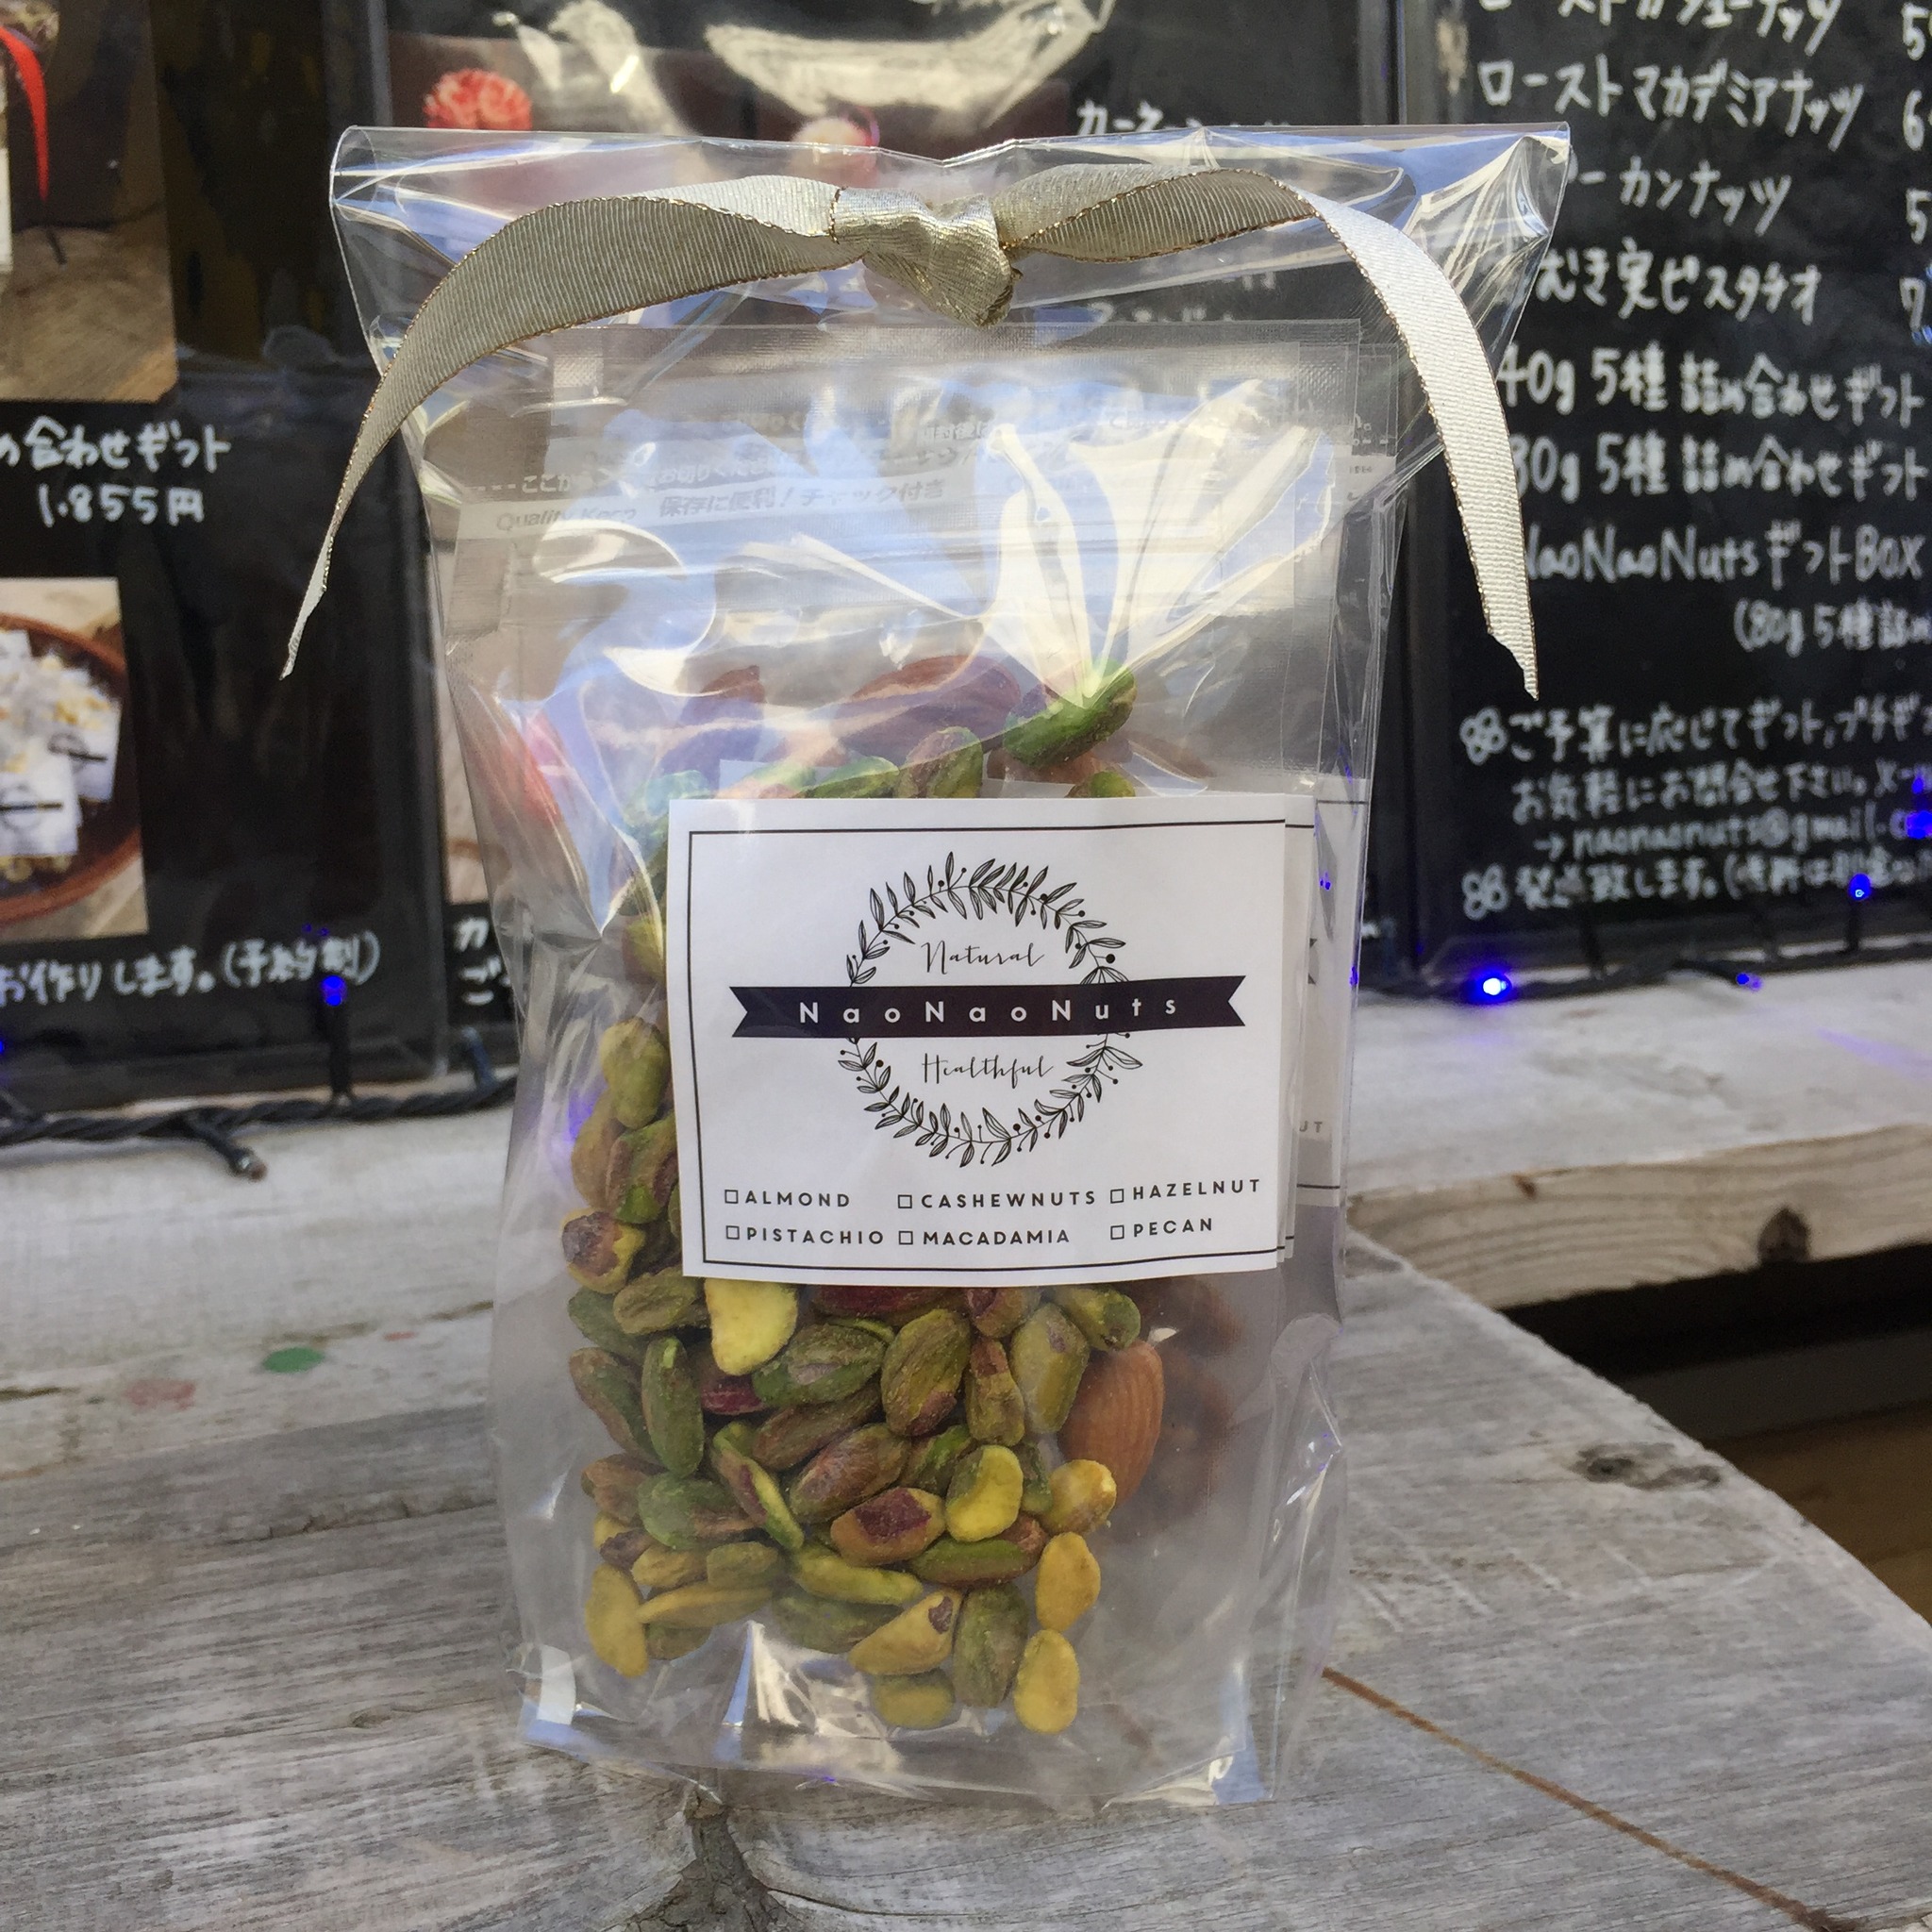 め合わせギフト
1.855円
お作りします。(予約制)
ローストカシューナッツ
ローストマカデミアナッツ
ーカンナッツ
むき実ピスタチオ
40g 5種 詰め合わせギフト
80g 5種 詰め合わせギフト
NaoNaoNutsギフトBox
(80g 5種詰め
ご予算に応じてギフト,プチギ
お気軽にお問合せ下さい。
→naonaonuts@gmail.c
Quality Keep 保存に便利!チャック付き
Natural
NaoNaoNuts
Healthful
□ALMOND □CASHEWNUTS □HAZELNUT
□PISTACHIO □MACADAMIA □PECAN